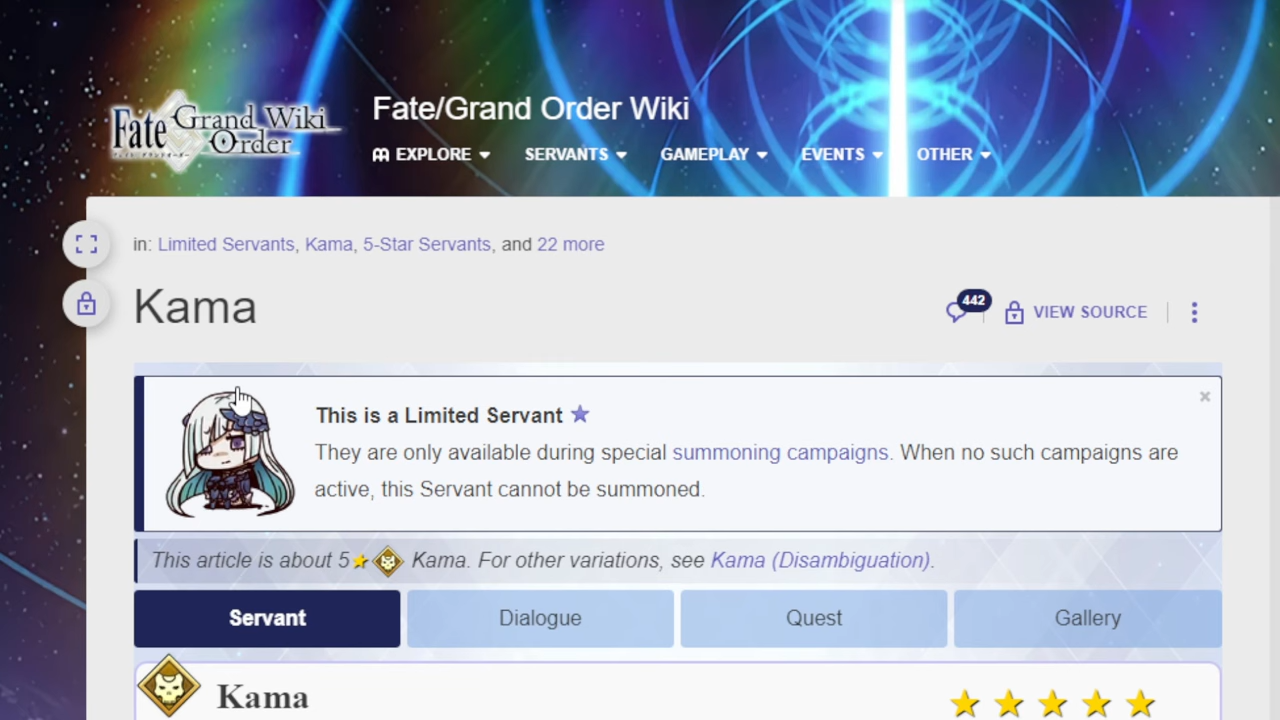 Fate Grand Wiki
Order
Fate/Grand Order Wiki
EXPLORE SERVANTS GAMEPLAY EVENTS OTHER
in: Limited Servants, Kama, 5-Star Servants, and 22 more
Kama
442
VIEW SOURCE
This is a Limited Servant
They are only available during special summoning campaigns. When no such campaigns are
active, this Servant cannot be summoned.
This article is about 5 Kama. For other variations, see Kama (Disambiguation).
Servant Dialogue Quest Gallery
Kama